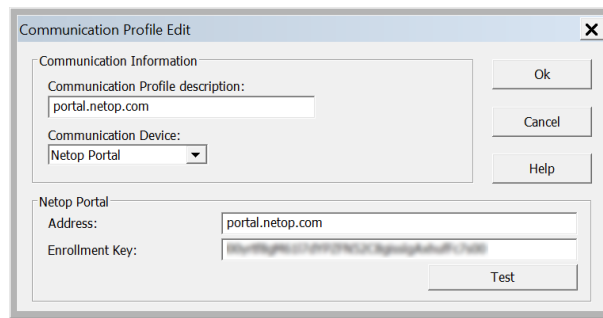 Communication Profile Edit
Communication Information
Communication Profile description:
portal.netop.com
Communication Device:
Netop Portal
Ok
Cancel
Help
Netop Portal
Address: portal.netop.com
Enrollment Key:
Test